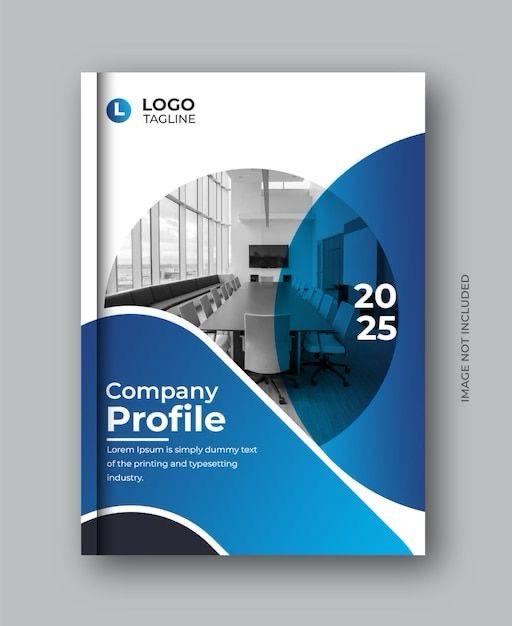 L
LOGO
TAGLINE
20
25
Company
Profile
Lorem Ipsum is simply dummy text
of the printing and typesetting
industry.
IMAGE NOT INCLUDED